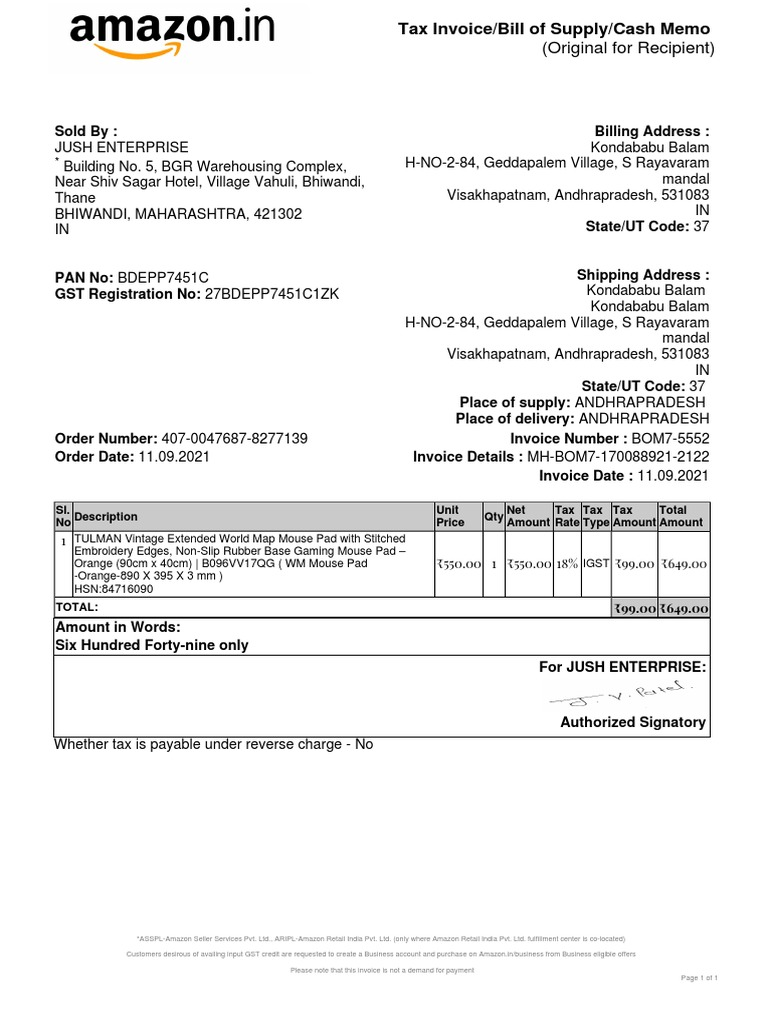 amazon.in
Tax Invoice/Bill of Supply/Cash Memo
(Original for Recipient)
Sold By :
JUSH ENTERPRISE
* Building No. 5, BGR Warehousing Complex,
Near Shiv Sagar Hotel, Village Vahuli, Bhiwandi,
Thane
BHIWANDI, MAHARASHTRA, 421302
IN
Billing Address :
Kondababu Balam
H-NO-2-84, Geddapalem Village, S Rayavaram
mandal
Visakhapatnam, Andhrapradesh, 531083
IN
State/UT Code: 37
PAN No: BDEPP7451C
GST Registration No: 27BDEPP7451C1ZK
Shipping Address :
Kondababu Balam
Kondababu Balam
H-NO-2-84, Geddapalem Village, S Rayavaram
mandal
Visakhapatnam, Andhrapradesh, 531083
IN
State/UT Code: 37
Place of supply: ANDHRAPRADESH
Place of delivery: ANDHRAPRADESH
Order Number: 407-0047687-8277139
Order Date: 11.09.2021
Invoice Number : BOM7-5552
Invoice Details : MH-BOM7-170088921-2122
Invoice Date : 11.09.2021
Sl. No Description Unit Price Qty Net Amount Tax Rate Tax Type Tax Amount Total Amount
1 TULMAN Vintage Extended World Map Mouse Pad with Stitched
Embroidery Edges, Non-Slip Rubber Base Gaming Mouse Pad –
Orange (90cm x 40cm) | B096VV17QG ( WM Mouse Pad ₹550.00 1 ₹550.00 18% IGST ₹99.00 ₹649.00
-Orange-890 X 395 X 3 mm )
HSN:84716090
TOTAL: ₹99.00 ₹649.00
Amount in Words:
Six Hundred Forty-nine only
For JUSH ENTERPRISE:
J. V. Patel.
Authorized Signatory
Whether tax is payable under reverse charge - No
*ASSPL-Amazon Seller Services Pvt. Ltd., ARIPL-Amazon Retail India Pvt. Ltd. (only where Amazon Retail India Pvt. Ltd. fulfillment center is co-located)
Customers desirous of availing input GST credit are requested to create a Business account and purchase on Amazon.in/business from Business eligible offers
Please note that this invoice is not a demand for payment
Page 1 of 1